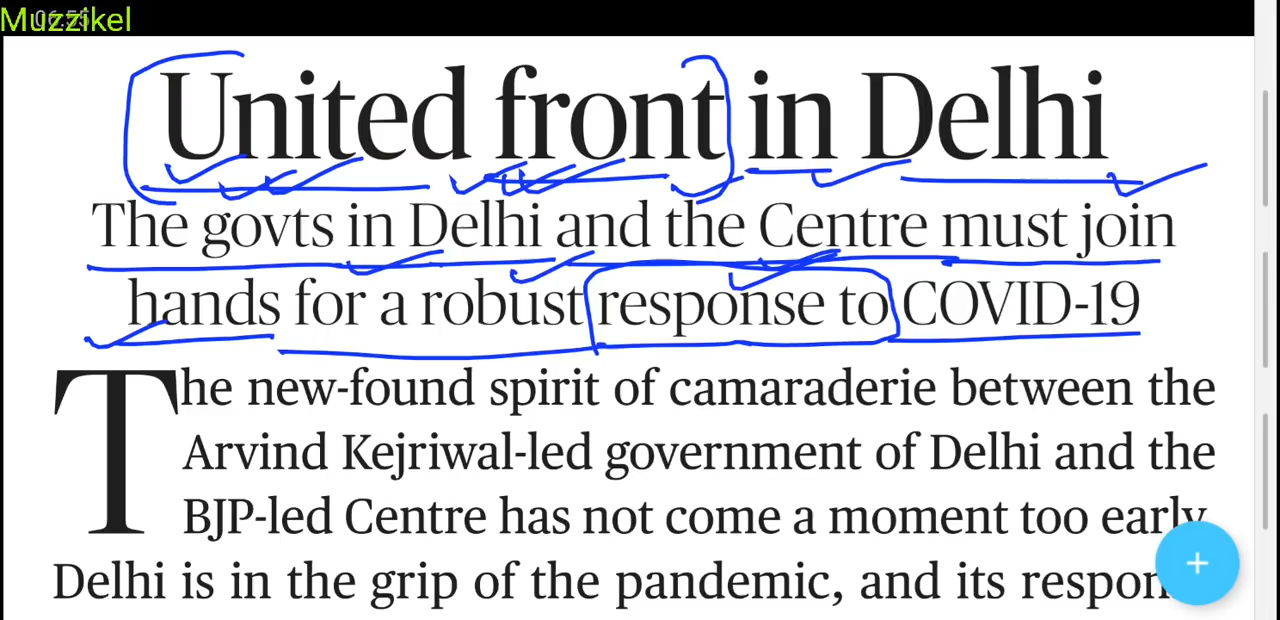 Muzzikel
United front in Delhi
The govts in Delhi and the Centre must join
hands for a robust response to COVID-19
The new-found spirit of camaraderie between the
Arvind Kejriwal-led government of Delhi and the
BJP-led Centre has not come a moment too early.
Delhi is in the grip of the pandemic, and its